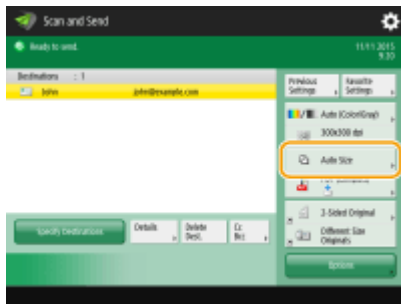 Scan and Send
Ready to send.
11/11 2015
9:30
Destinations : 1
John john@example.com
Previous Settings
Favorite Settings
Auto (Color/Gray)
300x300 dpi
Auto Size
2-Sided Original
Different Size Originals
Specify Destinations
Details
Delete Dest.
Cc Bcc
Options